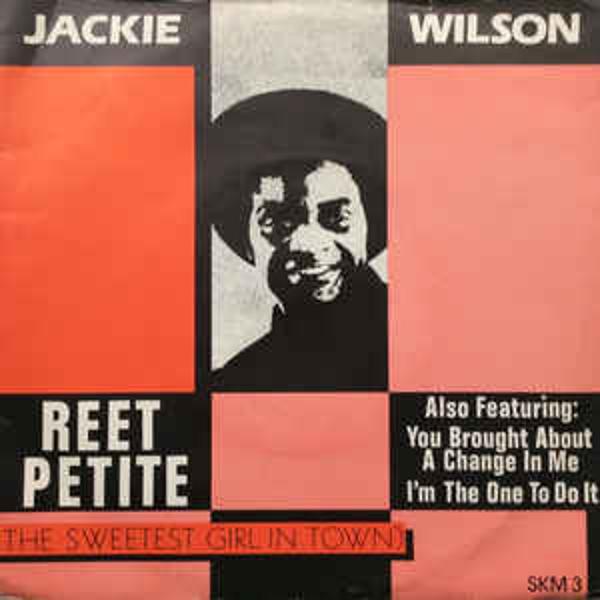 JACKIE WILSON
REET
PETITE
THE SWEETEST GIRL IN TOWN)
Also Featuring:
You Brought About
A Change In Me
I'm The One To Do It
SKM 3